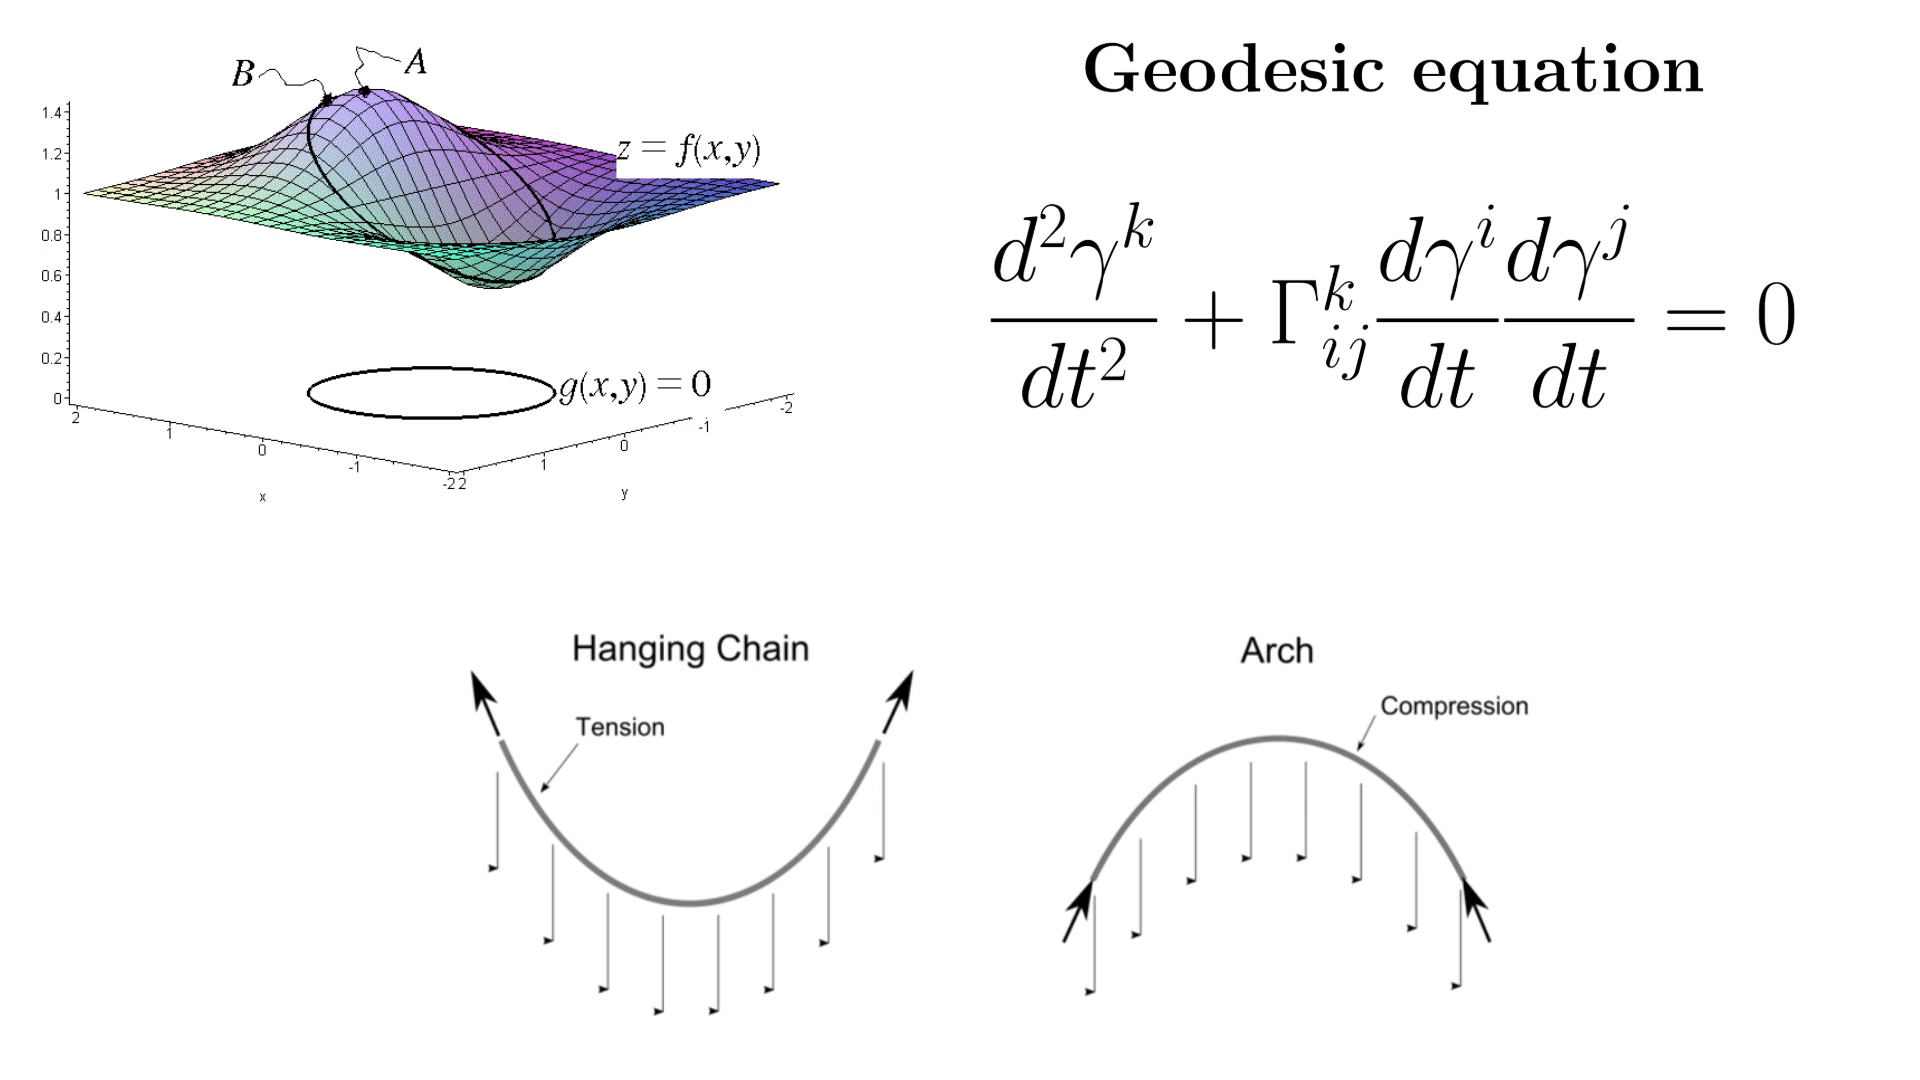 B A
z = f(x,y)
1.4
1.2
1
0.8
0.6
0.4
0.2
0
g(x,y) = 0
2 1 0 -1 -2
2 1 0 -1 -2
x
y
Geodesic equation
d²γᵏ/dt² + Γᵏᵢⱼ dγⁱ/dt dγʲ/dt = 0
Hanging Chain
Tension
Arch
Compression